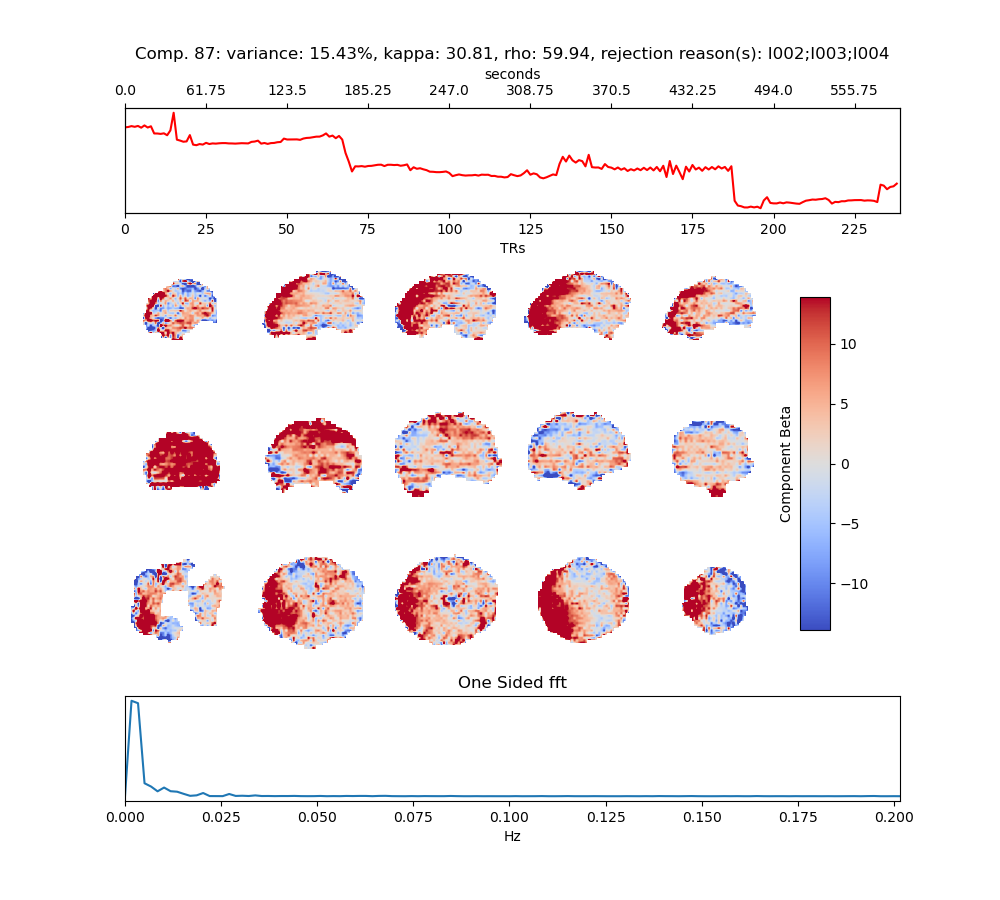 Comp. 87: variance: 15.43%, kappa: 30.81, rho: 59.94, rejection reason(s): I002;I003;I004
seconds
0.0 61.75 123.5 185.25 247.0 308.75 370.5 432.25 494.0 555.75
0 25 50 75 100 125 150 175 200 225
TRs
10
5
0
−5
−10
Component Beta
One Sided fft
0.000 0.025 0.050 0.075 0.100 0.125 0.150 0.175 0.200
Hz